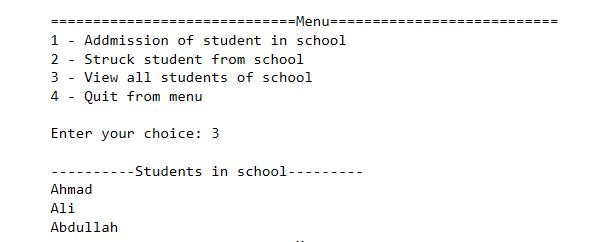 =============================Menu===========================
1 - Addmission of student in school
2 - Struck student from school
3 - View all students of school
4 - Quit from menu
Enter your choice: 3
----------Students in school---------
Ahmad
Ali
Abdullah